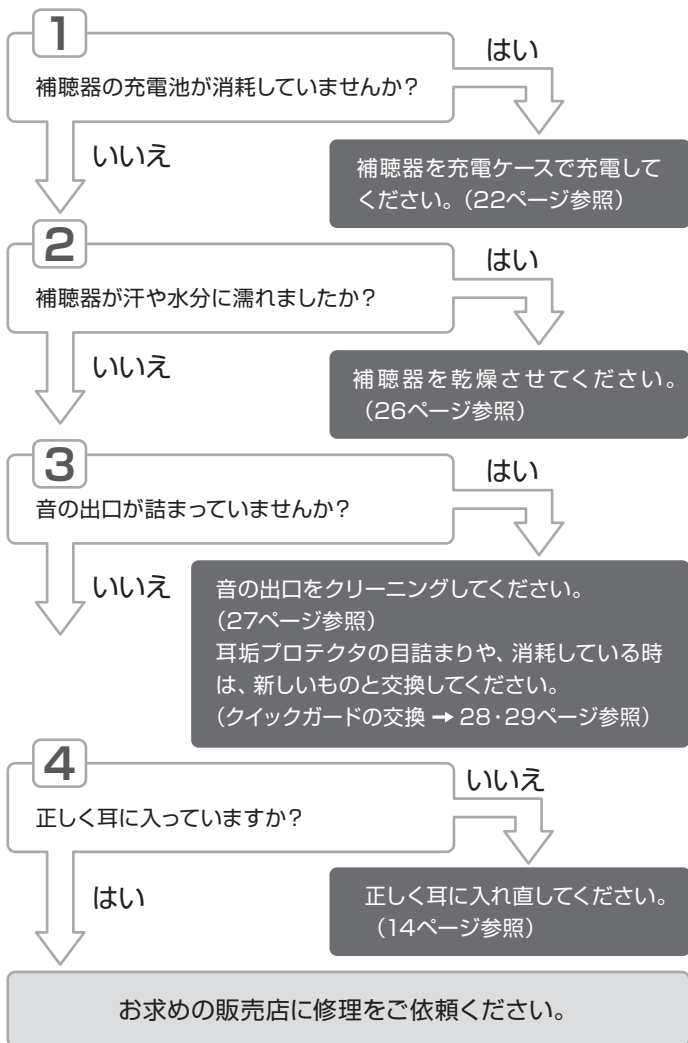 1
はい
補聴器の充電池が消耗していませんか?
いいえ
補聴器を充電ケースで充電して
ください。（22ページ参照）
2
はい
補聴器が汗や水分に濡れましたか?
いいえ
補聴器を乾燥させてください。
（26ページ参照）
3
はい
音の出口が詰まっていませんか?
いいえ
音の出口をクリーニングしてください。
（27ページ参照）
耳垢プロテクタの目詰まりや、消耗している時
は、新しいものと交換してください。
（クイックガードの交換 → 28・29ページ参照）
4
いいえ
正しく耳に入っていますか?
はい
正しく耳に入れ直してください。
（14ページ参照）
お求めの販売店に修理をご依頼ください。